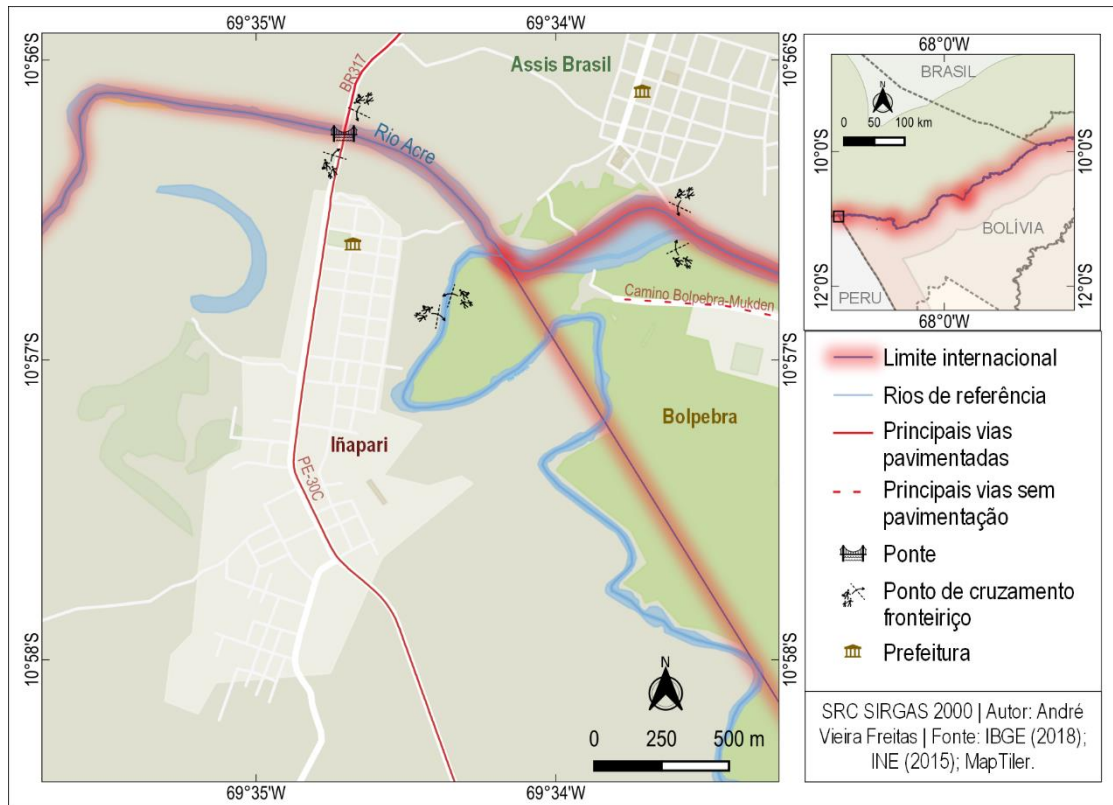 69°35'W
69°34'W
10°56'S
10°56'S
10°57'S
10°57'S
10°58'S
10°58'S
BR317
Assis Brasil
Rio Acre
Camino Bolpebra-Mukden
Bolpebra
Iñapari
PE-30C
N
0 250 500 m
68°0'W
BRASIL
N
0 50 100 km
10°0'S
10°0'S
BOLÍVIA
12°0'S
12°0'S
PERU
68°0'W
Limite internacional
Rios de referência
Principais vias
pavimentadas
Principais vias sem
pavimentação
Ponte
Ponto de cruzamento
fronteiriço
Prefeitura
SRC SIRGAS 2000 | Autor: André
Vieira Freitas | Fonte: IBGE (2018);
INE (2015); MapTiler.